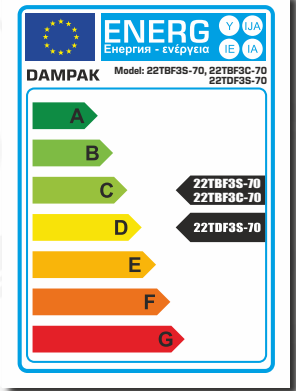 ENERG Y IJA
Енергия - ενέργεια IE IA
DAMPAK Model: 22TBF3S-70, 22TBF3C-70
22TDF3S-70
A
B
C 22TBF3S-70
22TBF3C-70
D 22TDF3S-70
E
F
G